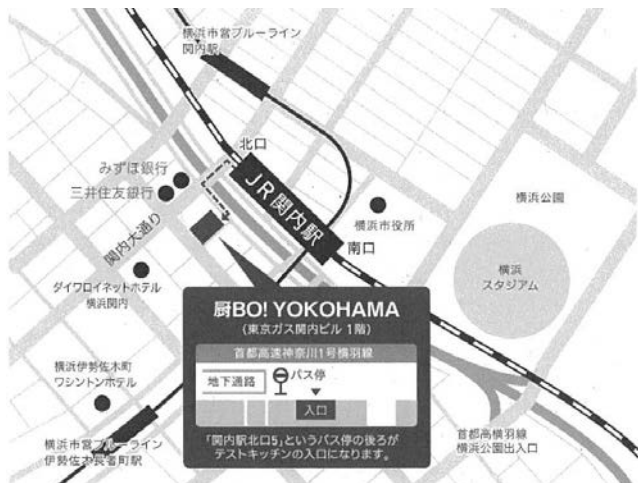 横浜市営ブルーライン
関内駅
北口
みずほ銀行
三井住友銀行
JR関内駅
横浜公園
関内大通り
横浜市役所
南口
横浜
スタジアム
ダイワロイネットホテル
横浜関内
厨BO! YOKOHAMA
(東京ガス関内ビル 1階)
首都高速神奈川1号横羽線
地下通路
バス停
入口
「関内駅北口5」というバス停の後ろが
テストキッチンの入口になります。
横浜伊勢佐木町
ワシントンホテル
横浜市営ブルーライン
伊勢佐木長者町駅
首都高横羽線
横浜公園出入口